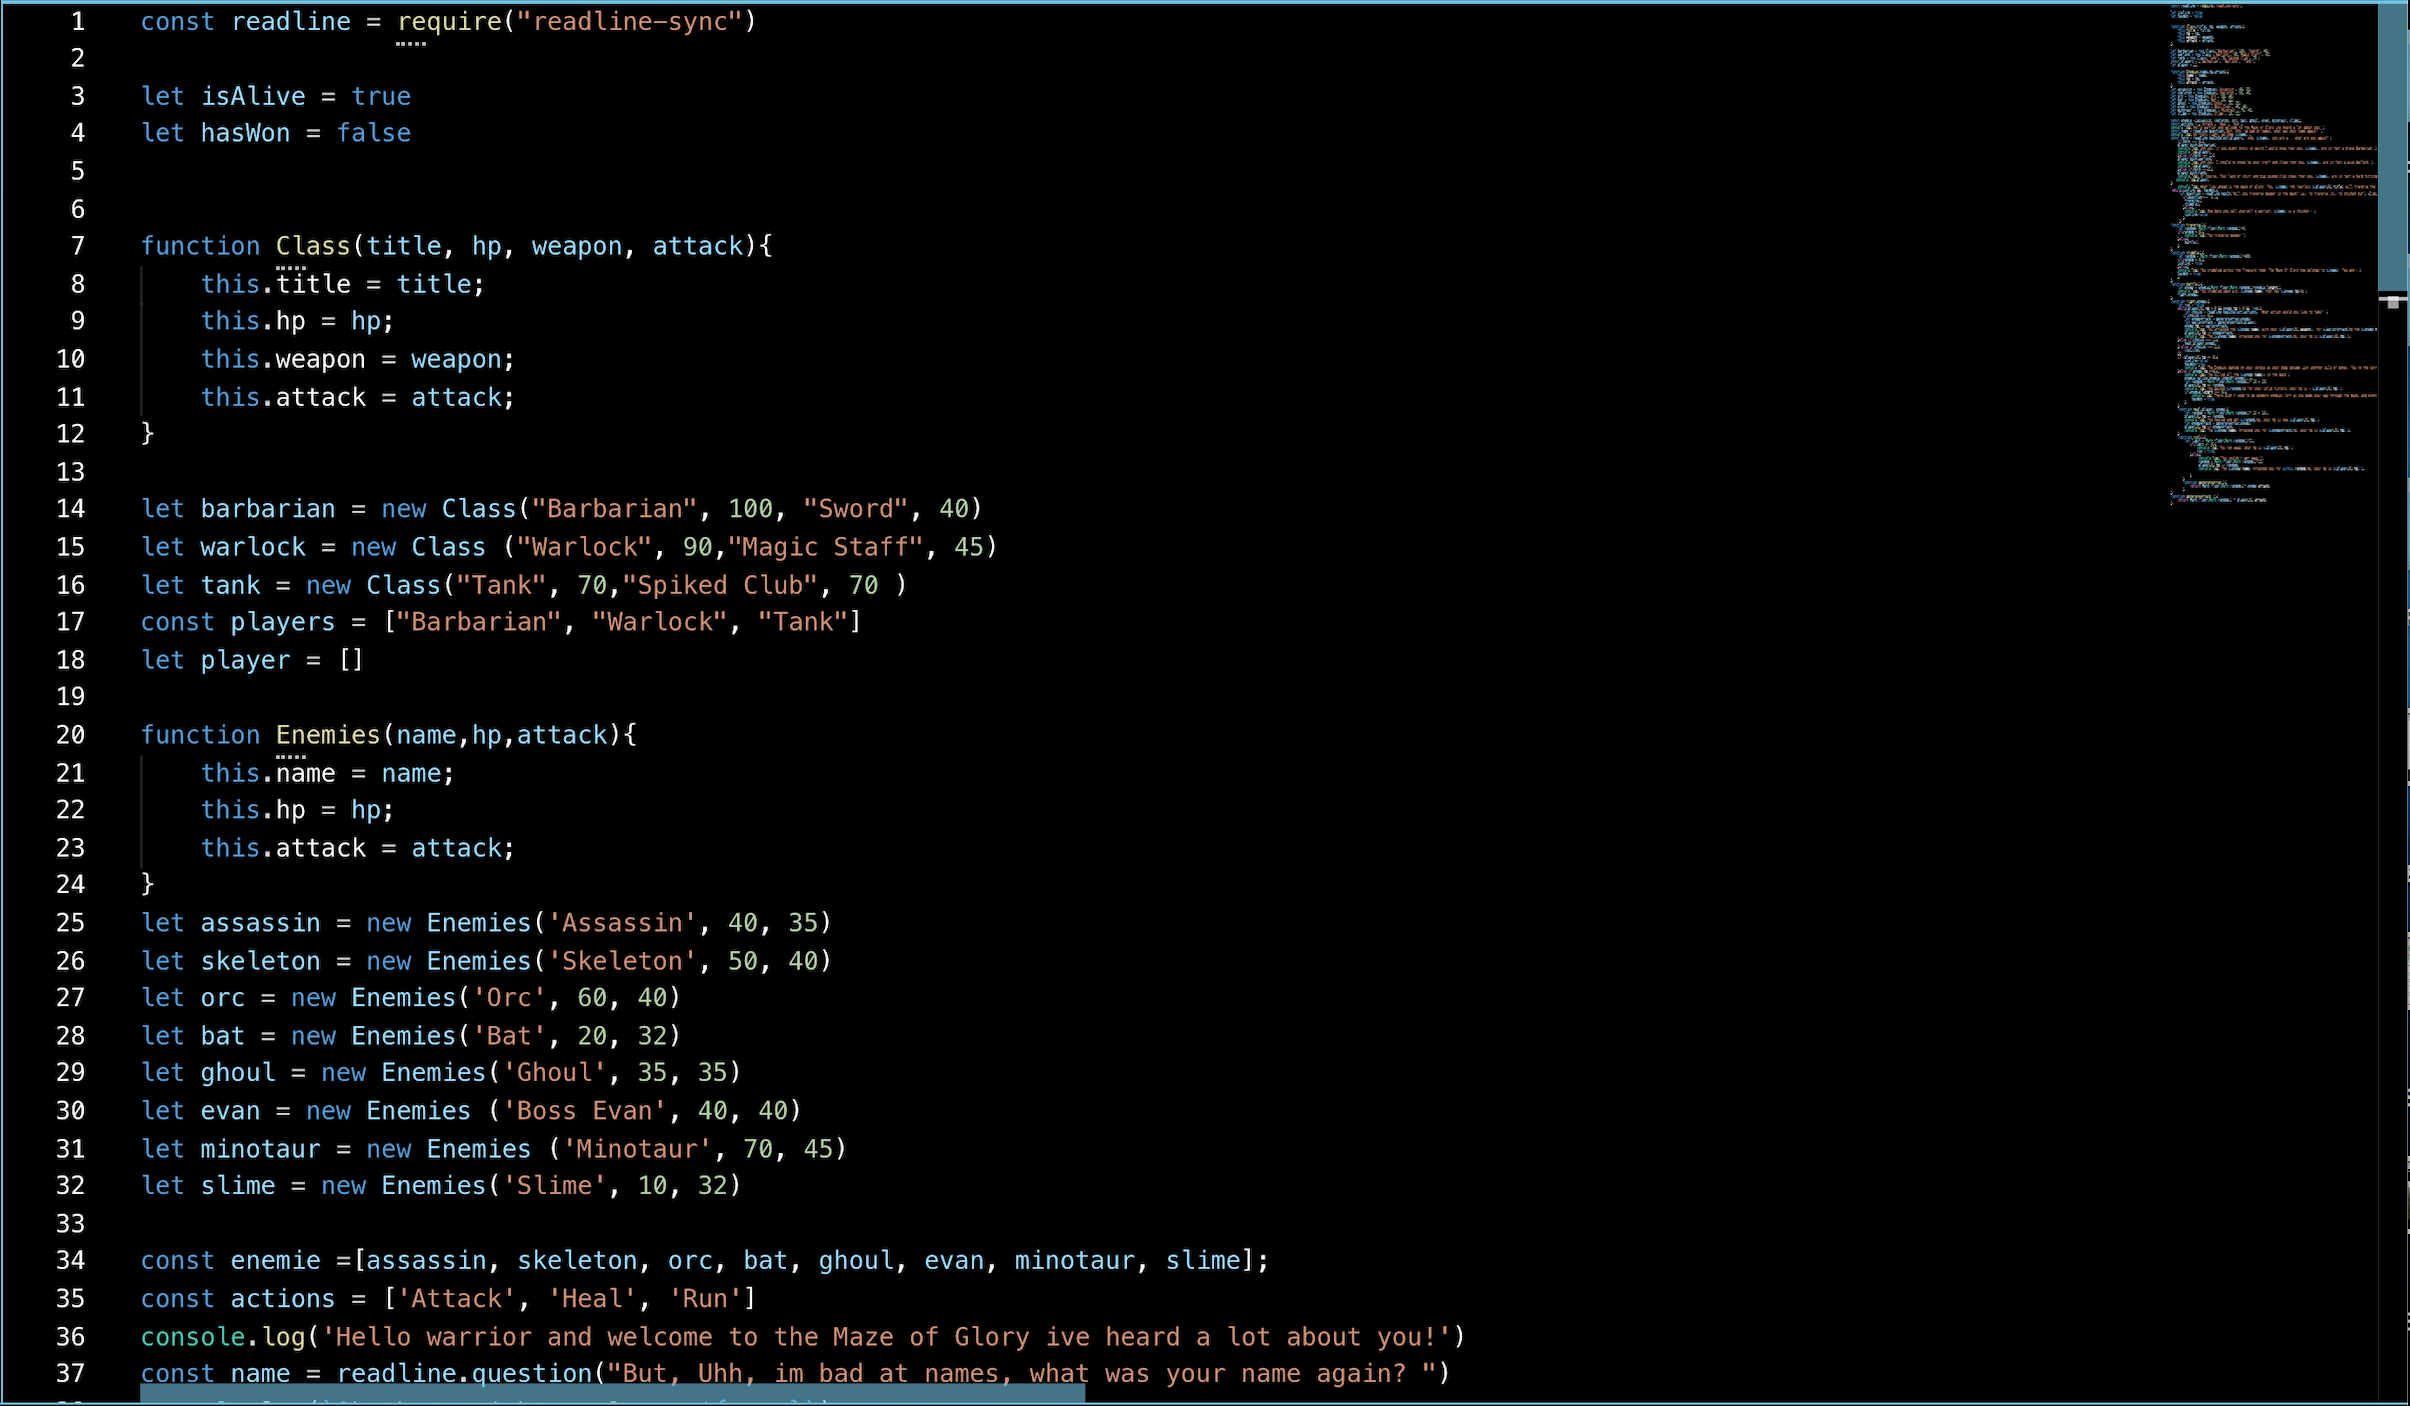 1 const readline = require("readline-sync")
2
3 let isAlive = true
4 let hasWon = false
5
6
7 function Class(title, hp, weapon, attack){
8     this.title = title;
9     this.hp = hp;
10     this.weapon = weapon;
11     this.attack = attack;
12 }
13
14 let barbarian = new Class("Barbarian", 100, "Sword", 40)
15 let warlock = new Class ("Warlock", 90,"Magic Staff", 45)
16 let tank = new Class("Tank", 70,"Spiked Club", 70 )
17 const players = ["Barbarian", "Warlock", "Tank"]
18 let player = []
19
20 function Enemies(name,hp,attack){
21     this.name = name;
22     this.hp = hp;
23     this.attack = attack;
24 }
25 let assassin = new Enemies('Assassin', 40, 35)
26 let skeleton = new Enemies('Skeleton', 50, 40)
27 let orc = new Enemies('Orc', 60, 40)
28 let bat = new Enemies('Bat', 20, 32)
29 let ghoul = new Enemies('Ghoul', 35, 35)
30 let evan = new Enemies ('Boss Evan', 40, 40)
31 let minotaur = new Enemies ('Minotaur', 70, 45)
32 let slime = new Enemies('Slime', 10, 32)
33
34 const enemie =[assassin, skeleton, orc, bat, ghoul, evan, minotaur, slime];
35 const actions = ['Attack', 'Heal', 'Run']
36 console.log('Hello warrior and welcome to the Maze of Glory ive heard a lot about you!')
37 const name = readline.question("But, Uhh, im bad at names, what was your name again? ")